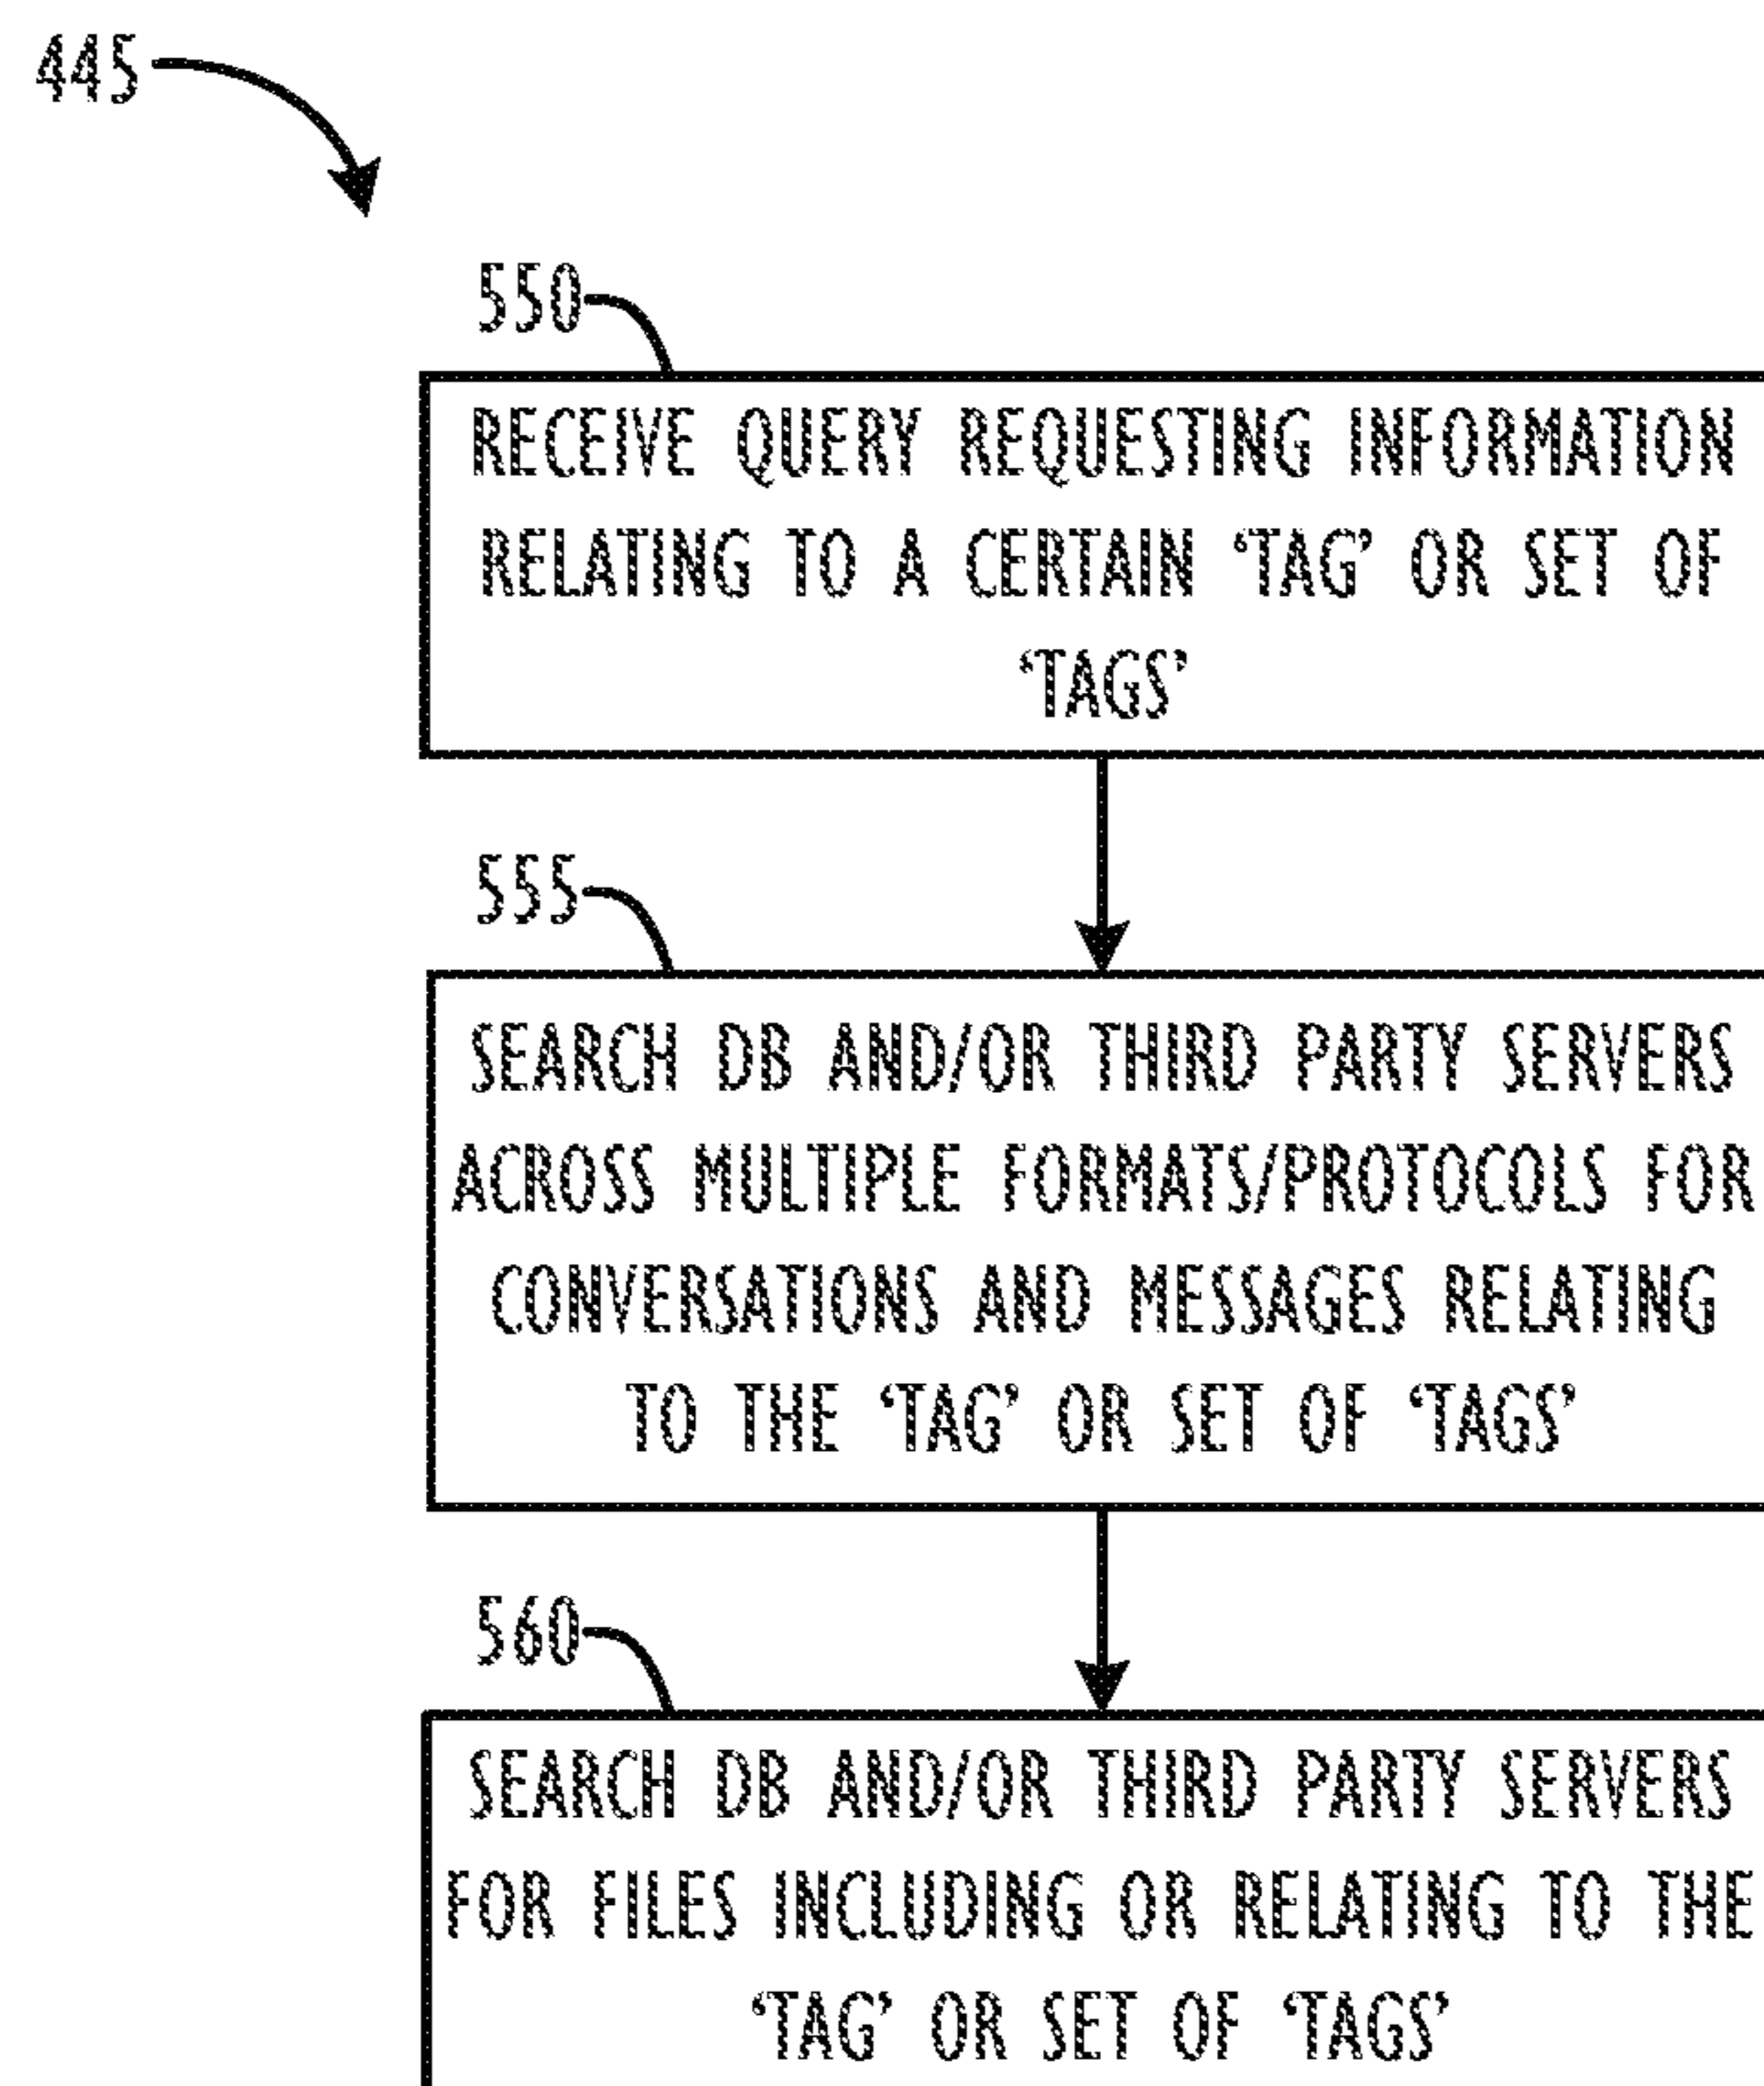 445
550
RECEIVE QUERY REQUESTING INFORMATION
RELATING TO A CERTAIN ‘TAG’ OR SET OF
‘TAGS’
555
SEARCH DB AND/OR THIRD PARTY SERVERS
ACROSS MULTIPLE FORMATS/PROTOCOLS FOR
CONVERSATIONS AND MESSAGES RELATING
TO THE ‘TAG’ OR SET OF ‘TAGS’
560
SEARCH DB AND/OR THIRD PARTY SERVERS
FOR FILES INCLUDING OR RELATING TO THE
‘TAG’ OR SET OF ‘TAGS’